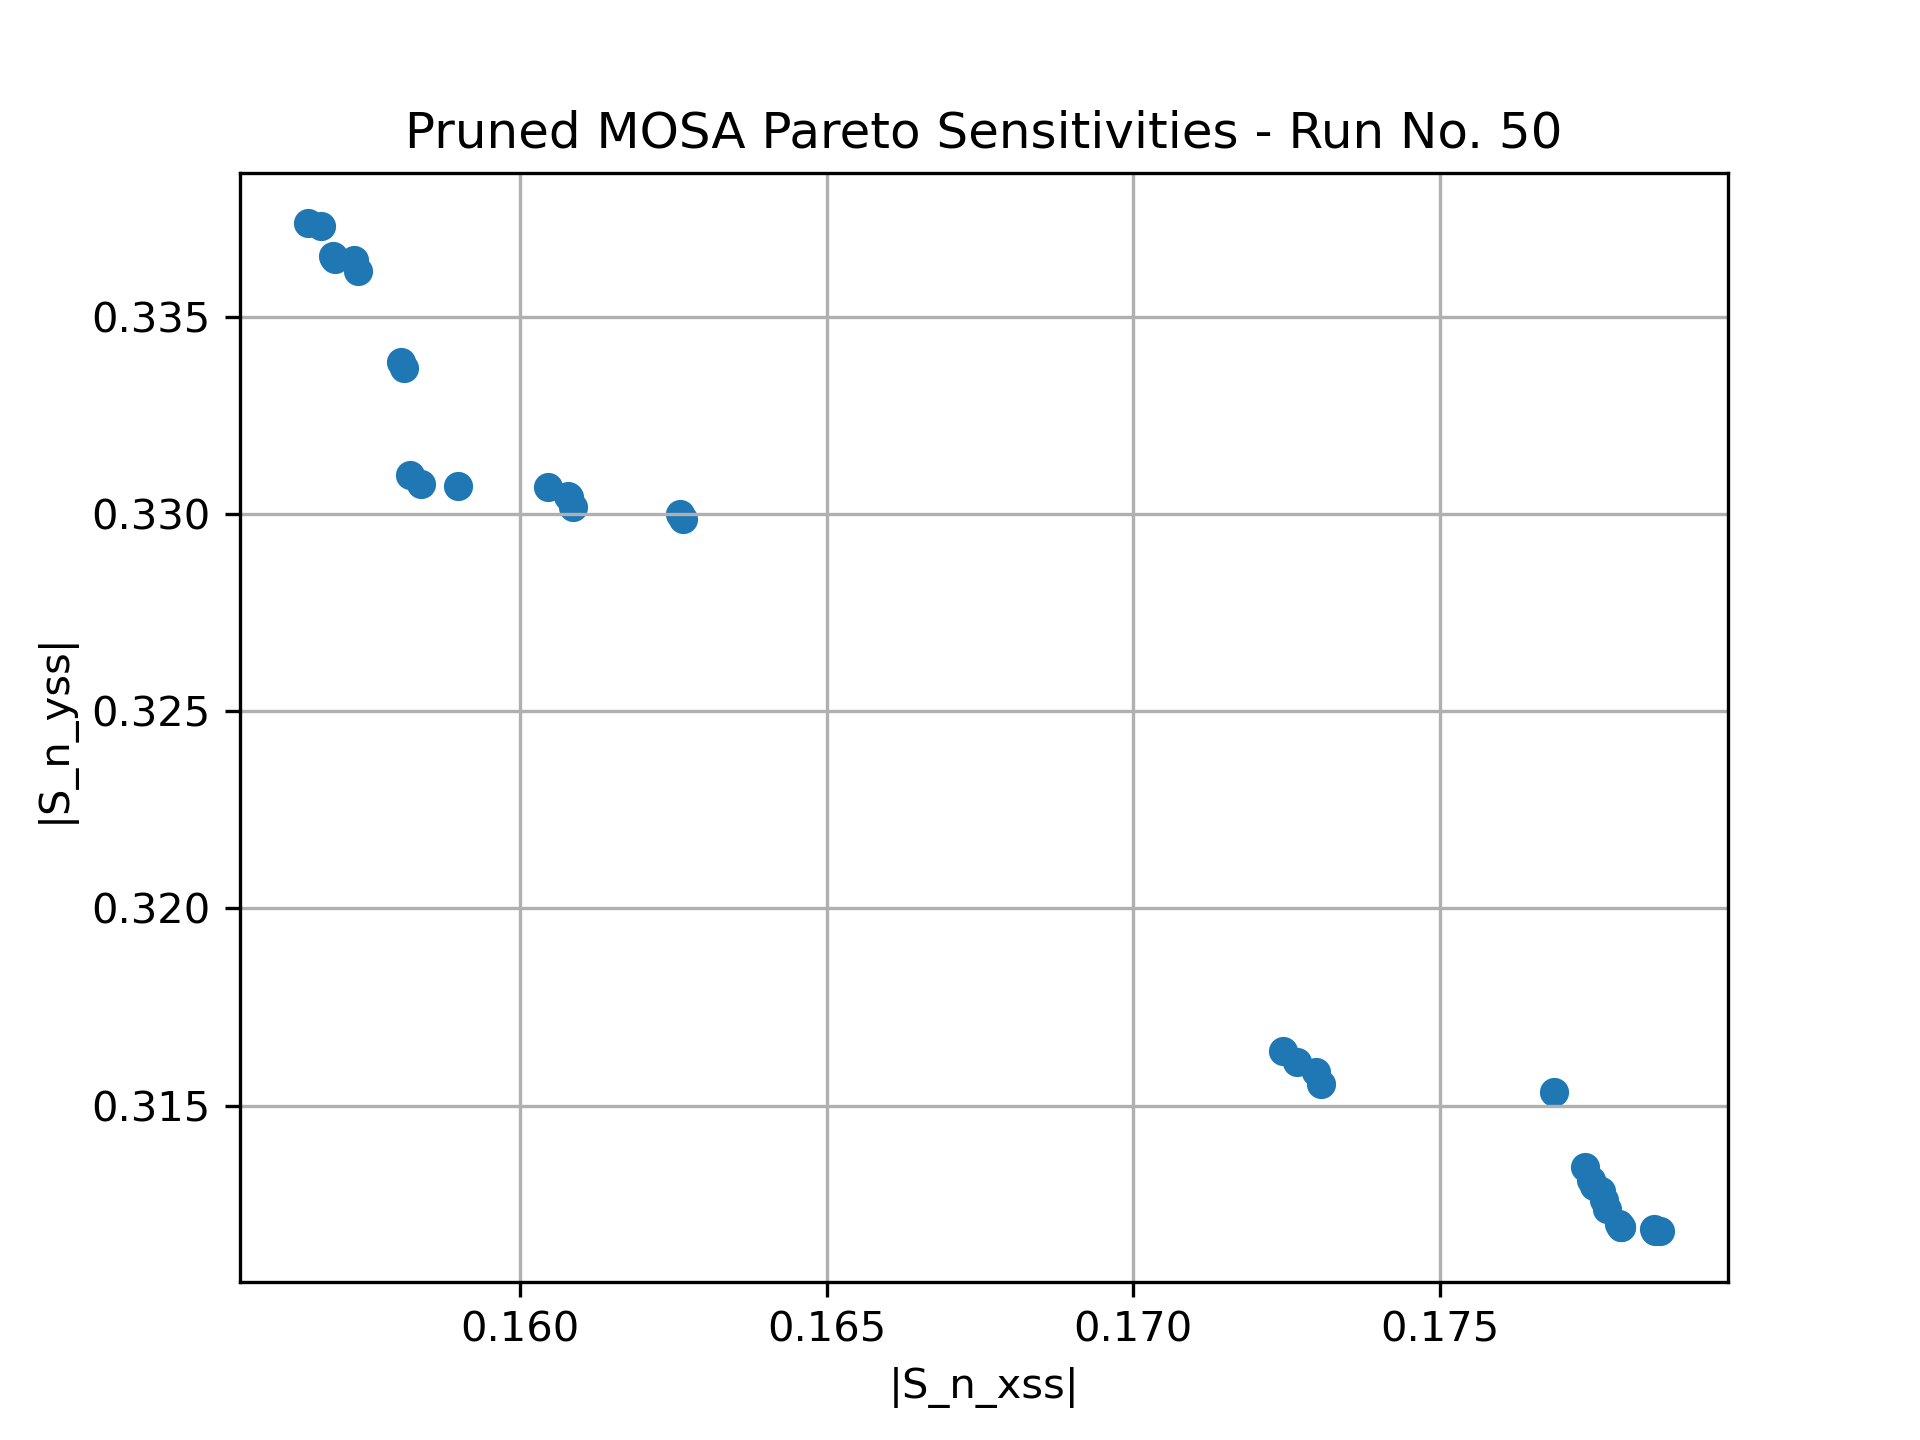 Pruned MOSA Pareto Sensitivities - Run No. 50
|S_n_yss|
0.335
0.330
0.325
0.320
0.315
0.160 0.165 0.170 0.175
|S_n_xss|